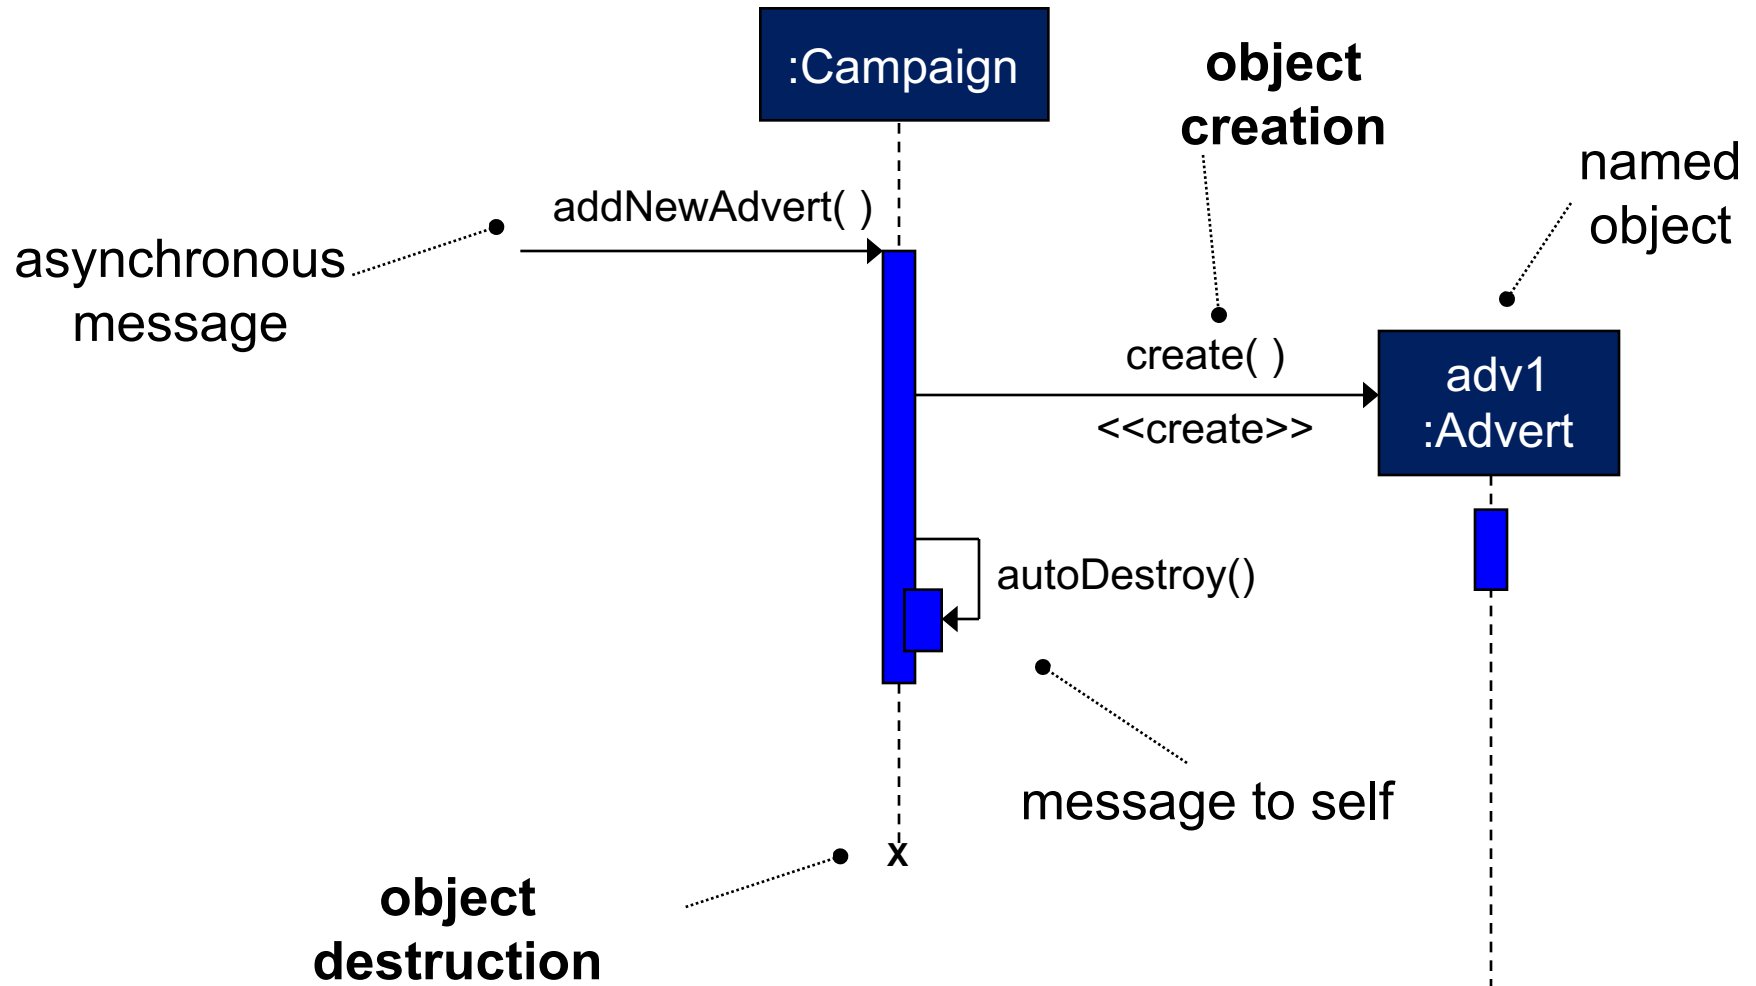 :Campaign
object
creation
named
object
addNewAdvert( )
asynchronous
message
create( )
<<create>>
adv1
:Advert
autoDestroy()
message to self
x
object
destruction